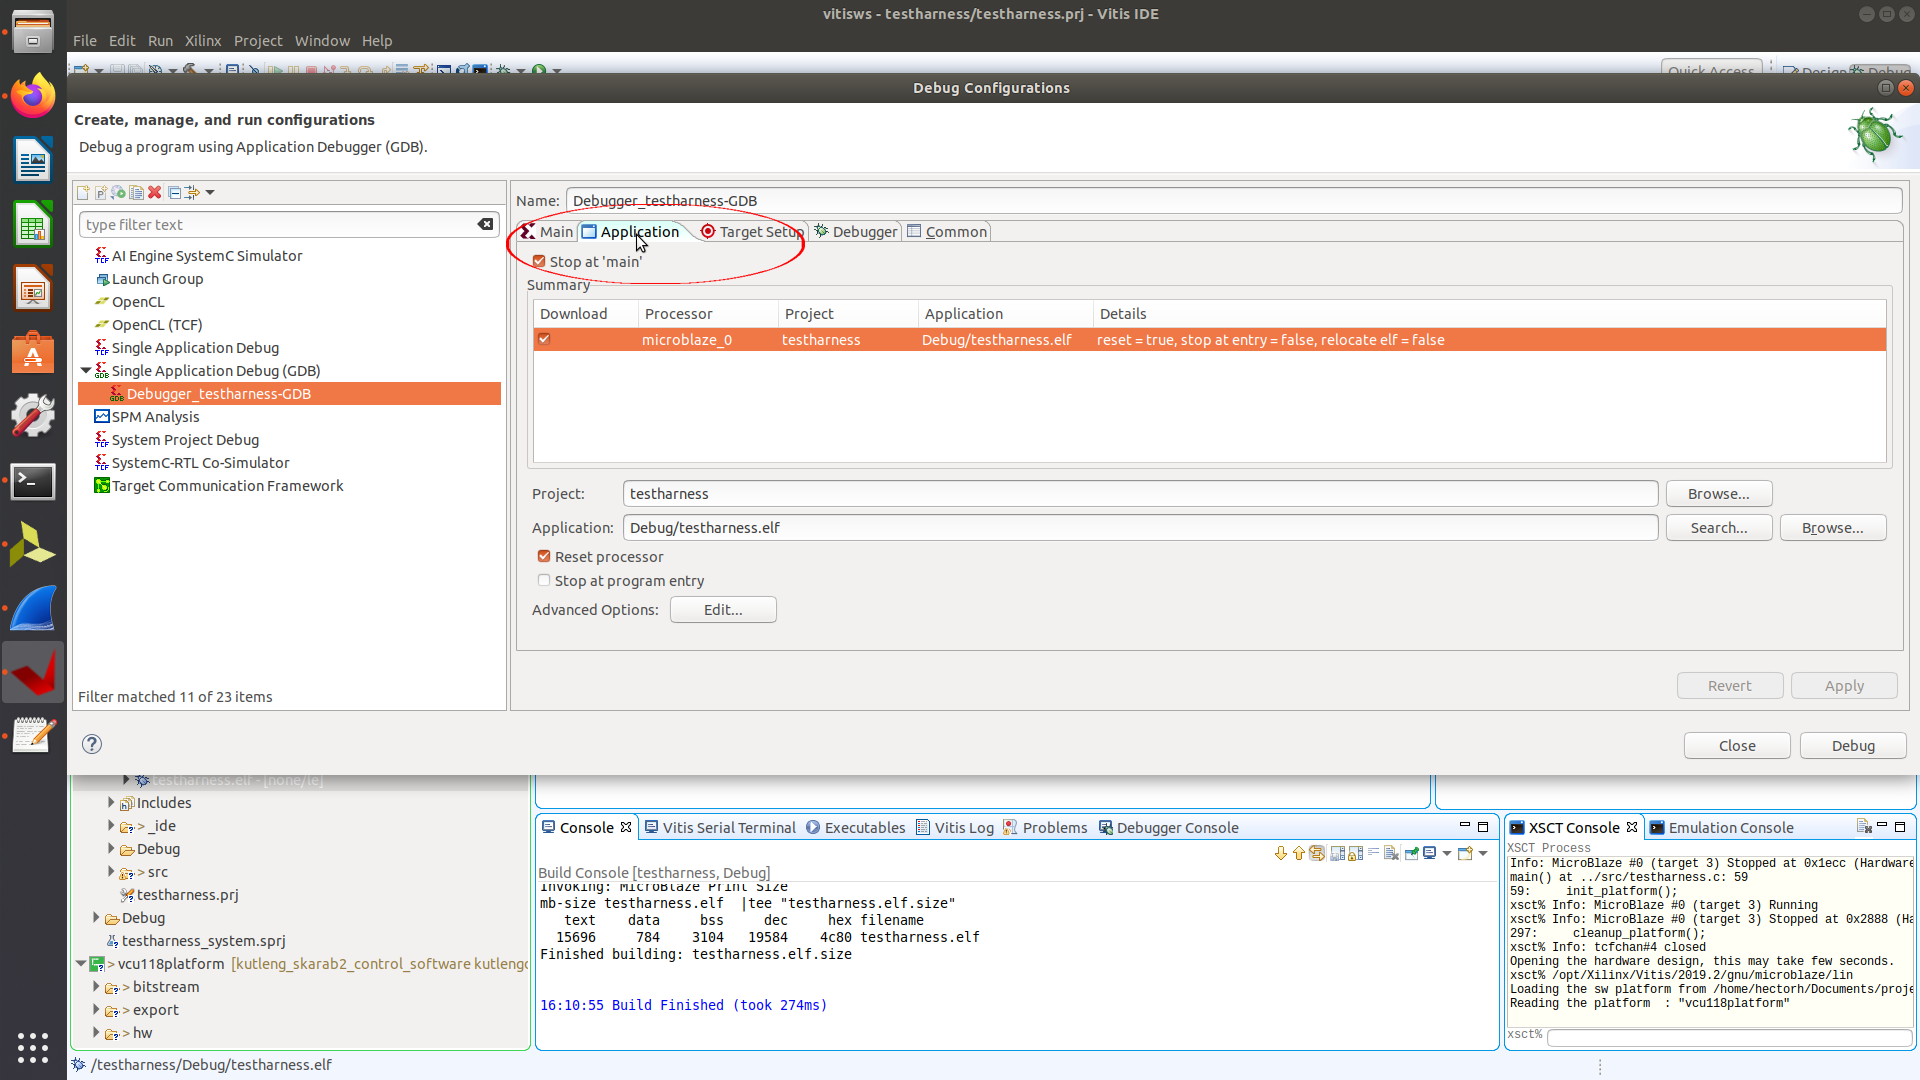 vitisws - testharness/testharness.prj - Vitis IDE
File Edit Run Xilinx Project Window Help
Quick Access Design Debug
Debug Configurations
Create, manage, and run configurations
Debug a program using Application Debugger (GDB).
type filter text
AI Engine SystemC Simulator
Launch Group
OpenCL
OpenCL (TCF)
Single Application Debug
Single Application Debug (GDB)
Debugger_testharness-GDB
SPM Analysis
System Project Debug
SystemC-RTL Co-Simulator
Target Communication Framework
Filter matched 11 of 23 items
Name: Debugger_testharness-GDB
Main Application Target Setup Debugger Common
Stop at 'main'
Summary
Download Processor Project Application Details
microblaze_0 testharness Debug/testharness.elf reset = true, stop at entry = false, relocate elf = false
Project: testharness Browse...
Application: Debug/testharness.elf Search... Browse...
Reset processor
Stop at program entry
Advanced Options: Edit...
Revert Apply
Close Debug
testharness.elf - [none/le]
Includes
> _ide
Debug
> src
testharness.prj
Debug
testharness_system.sprj
> vcu118platform [kutleng_skarab2_control_software kutleng
> bitstream
> export
> hw
/testharness/Debug/testharness.elf
Console Vitis Serial Terminal Executables Vitis Log Problems Debugger Console
Build Console [testharness, Debug]
Invoking: MicroBlaze Print Size
mb-size testharness.elf |tee "testharness.elf.size"
text data bss dec hex filename
15696 784 3104 19584 4c80 testharness.elf
Finished building: testharness.elf.size
16:10:55 Build Finished (took 274ms)
XSCT Console Emulation Console
XSCT Process
Info: MicroBlaze #0 (target 3) Stopped at 0x1ecc (Hardware
main() at ../src/testharness.c: 59
59: init_platform();
xsct% Info: MicroBlaze #0 (target 3) Running
xsct% Info: MicroBlaze #0 (target 3) Stopped at 0x2888 (Ha
297: cleanup_platform();
xsct% Info: tcfchan#4 closed
Opening the hardware design, this may take few seconds.
xsct% /opt/Xilinx/Vitis/2019.2/gnu/microblaze/lin
Loading the sw platform from /home/hectorh/Documents/proje
Reading the platform : "vcu118platform"
xsct%